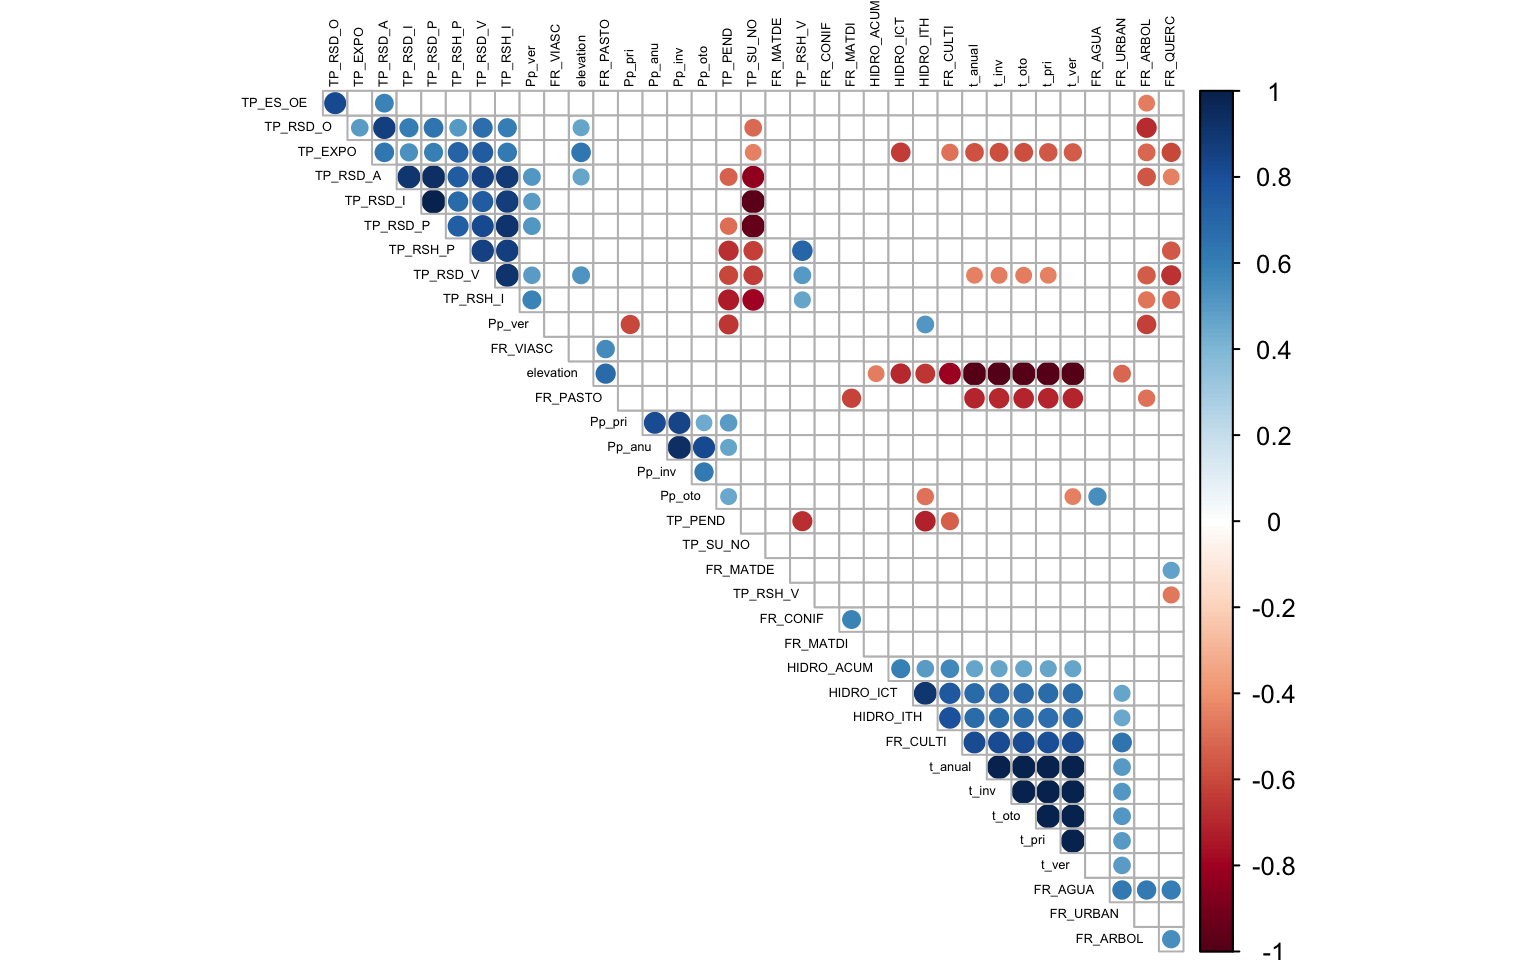 TP_RSD_O
TP_EXPO
TP_RSD_A
TP_RSD_I
TP_RSD_P
TP_RSH_P
TP_RSD_V
TP_RSH_I
Pp_ver
FR_VIASC
elevation
FR_PASTO
Pp_pri
Pp_anu
Pp_inv
Pp_oto
TP_PEND
TP_SU_NO
FR_MATDE
TP_RSH_V
FR_CONIF
FR_MATDI
HIDRO_ACUM
HIDRO_ICT
HIDRO_ITH
FR_CULTI
t_anual
t_inv
t_oto
t_pri
t_ver
FR_AGUA
FR_URBAN
FR_ARBOL
FR_QUERC
TP_ES_OE
TP_RSD_O
TP_EXPO
TP_RSD_A
TP_RSD_I
TP_RSD_P
TP_RSH_P
TP_RSD_V
TP_RSH_I
Pp_ver
FR_VIASC
elevation
FR_PASTO
Pp_pri
Pp_anu
Pp_inv
Pp_oto
TP_PEND
TP_SU_NO
FR_MATDE
TP_RSH_V
FR_CONIF
FR_MATDI
HIDRO_ACUM
HIDRO_ICT
HIDRO_ITH
FR_CULTI
t_anual
t_inv
t_oto
t_pri
t_ver
FR_AGUA
FR_URBAN
FR_ARBOL
1
0.8
0.6
0.4
0.2
0
-0.2
-0.4
-0.6
-0.8
-1